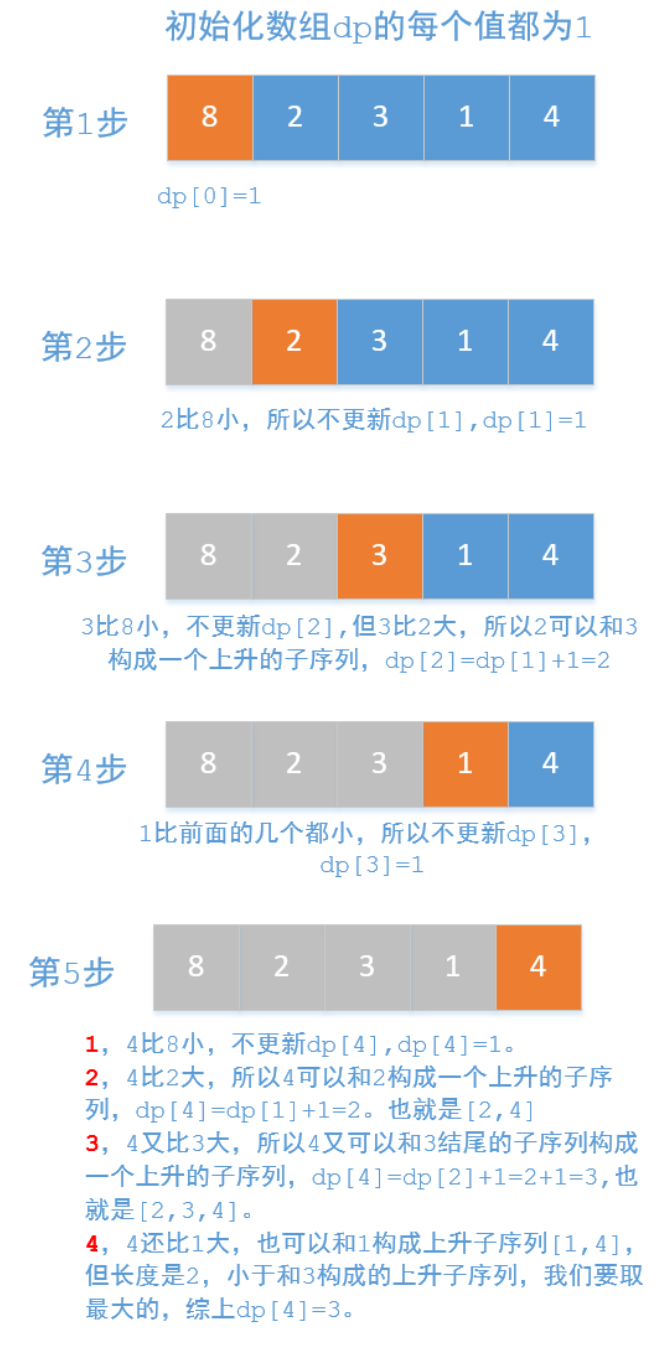 初始化数组dp的每个值都为1
第1步
8 2 3 1 4
dp[0]=1
第2步
8 2 3 1 4
2比8小，所以不更新dp[1],dp[1]=1
第3步
8 2 3 1 4
3比8小，不更新dp[2],但3比2大，所以2可以和3
构成一个上升的子序列，dp[2]=dp[1]+1=2
第4步
8 2 3 1 4
1比前面的几个都小，所以不更新dp[3]，
dp[3]=1
第5步
8 2 3 1 4
1，4比8小，不更新dp[4],dp[4]=1。
2，4比2大，所以4可以和2构成一个上升的子序
列，dp[4]=dp[1]+1=2。也就是[2,4]
3，4又比3大，所以4又可以和3结尾的子序列构成
一个上升的子序列，dp[4]=dp[2]+1=2+1=3,也
就是[2,3,4]。
4，4还比1大，也可以和1构成上升子序列[1,4]，
但长度是2，小于和3构成的上升子序列，我们要取
最大的，综上dp[4]=3。